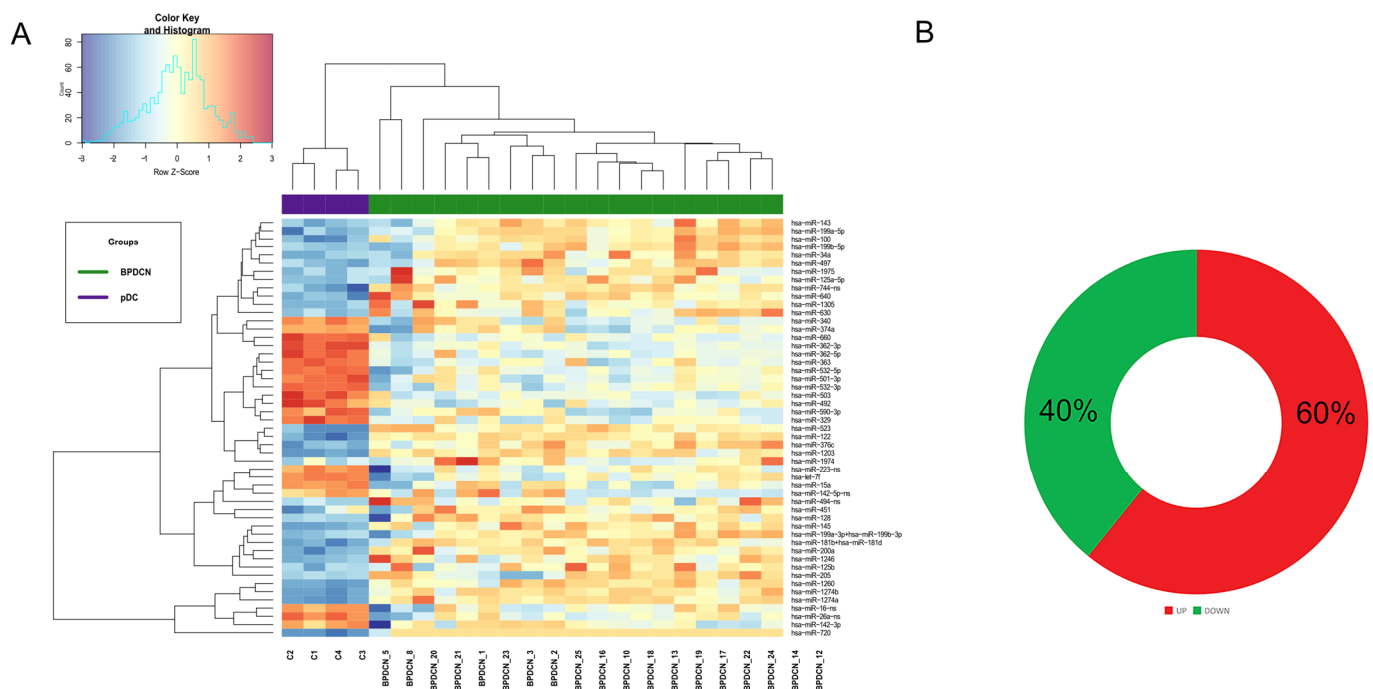 A
Color Key
and Histogram
Count
0
20
40
60
80
-3
-2
-1
0
1
2
3
Row Z-Score
Groups
BPDCN
pDC
hsa-miR-143
hsa-miR-199a-5p
hsa-miR-100
hsa-miR-199b-5p
hsa-miR-34a
hsa-miR-497
hsa-miR-1975
hsa-miR-125a-5p
hsa-miR-744-ns
hsa-miR-640
hsa-miR-1305
hsa-miR-630
hsa-miR-340
hsa-miR-374a
hsa-miR-660
hsa-miR-362-3p
hsa-miR-362-5p
hsa-miR-363
hsa-miR-532-5p
hsa-miR-501-3p
hsa-miR-532-3p
hsa-miR-503
hsa-miR-492
hsa-miR-590-3p
hsa-miR-329
hsa-miR-523
hsa-miR-122
hsa-miR-376c
hsa-miR-1203
hsa-miR-1974
hsa-miR-223-ns
hsa-let-7f
hsa-miR-15a
hsa-miR-142-5p-ns
hsa-miR-494-ns
hsa-miR-451
hsa-miR-128
hsa-miR-145
hsa-miR-199a-3p+hsa-miR-199b-3p
hsa-miR-181b+hsa-miR-181d
hsa-miR-200a
hsa-miR-1246
hsa-miR-125b
hsa-miR-205
hsa-miR-1260
hsa-miR-1274b
hsa-miR-1274a
hsa-miR-16-ns
hsa-miR-26a-ns
hsa-miR-142-3p
hsa-miR-720
C2
C1
C4
C3
BPDCN_5
BPDCN_8
BPDCN_20
BPDCN_21
BPDCN_1
BPDCN_23
BPDCN_3
BPDCN_2
BPDCN_25
BPDCN_16
BPDCN_10
BPDCN_18
BPDCN_13
BPDCN_19
BPDCN_17
BPDCN_22
BPDCN_24
BPDCN_14
BPDCN_12
B
40%
60%
UP
DOWN